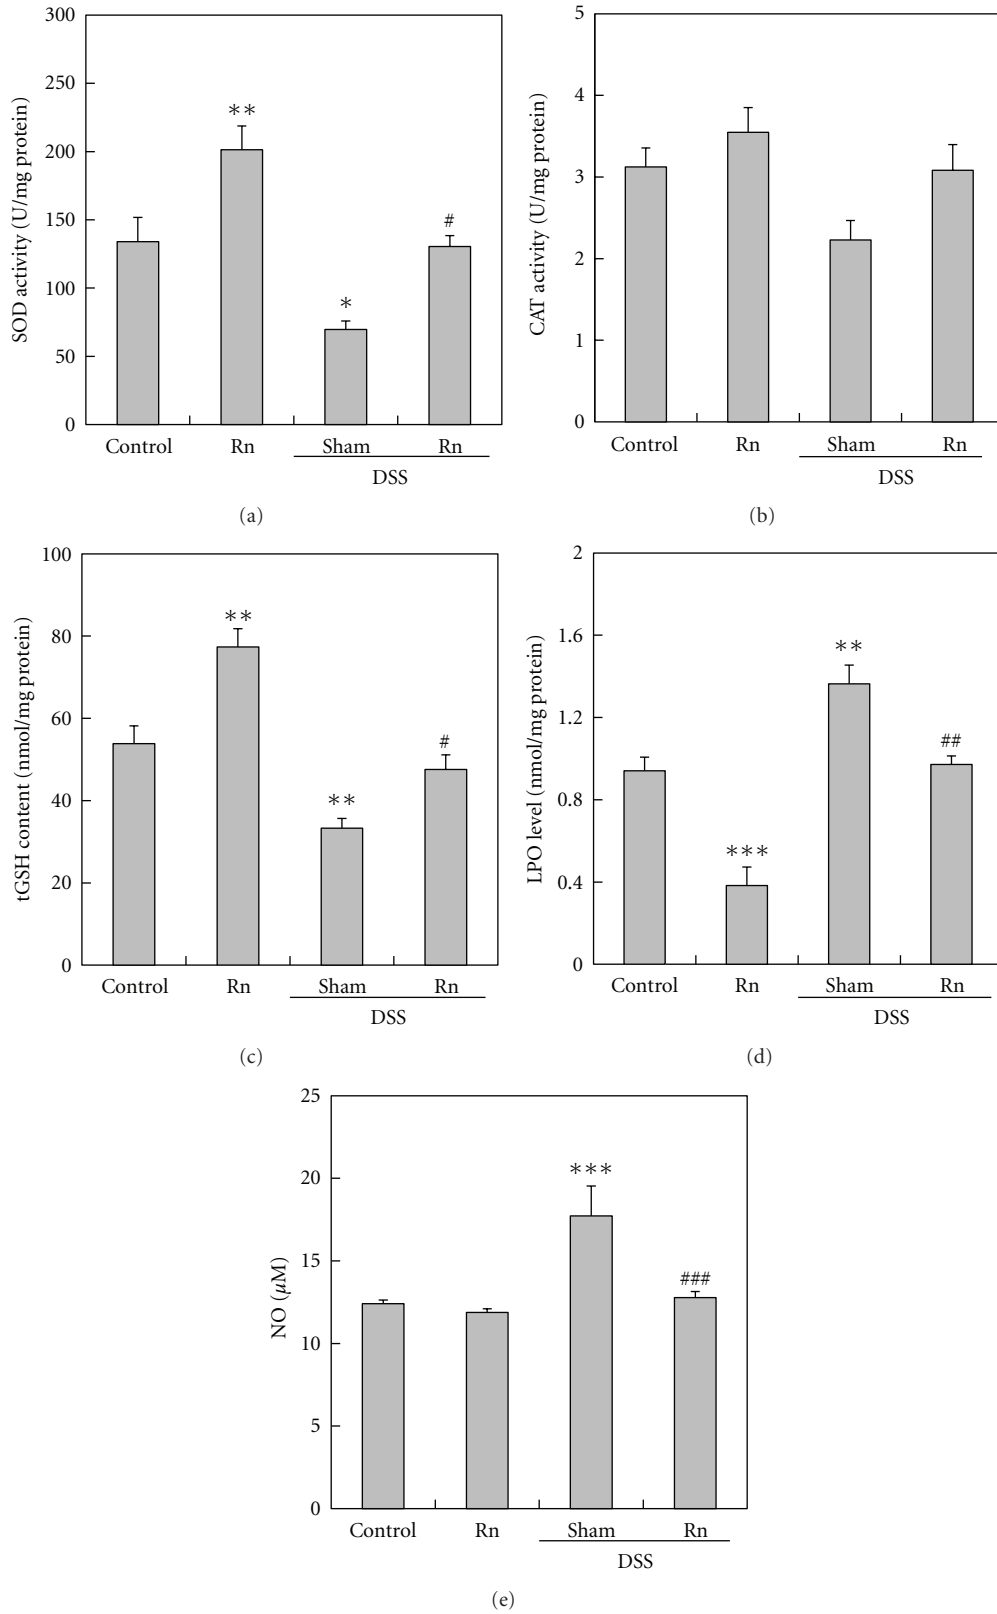 300
250
200
150
100
50
0
SOD activity (U/mg protein)
**
*
#
Control Rn Sham Rn
DSS
(a)
5
4
3
2
1
0
CAT activity (U/mg protein)
Control Rn Sham Rn
DSS
(b)
100
80
60
40
20
0
tGSH content (nmol/mg protein)
**
**
#
Control Rn Sham Rn
DSS
(c)
2
1.6
1.2
0.8
0.4
0
LPO level (nmol/mg protein)
***
**
##
Control Rn Sham Rn
DSS
(d)
25
20
15
10
5
0
NO (µM)
***
###
Control Rn Sham Rn
DSS
(e)